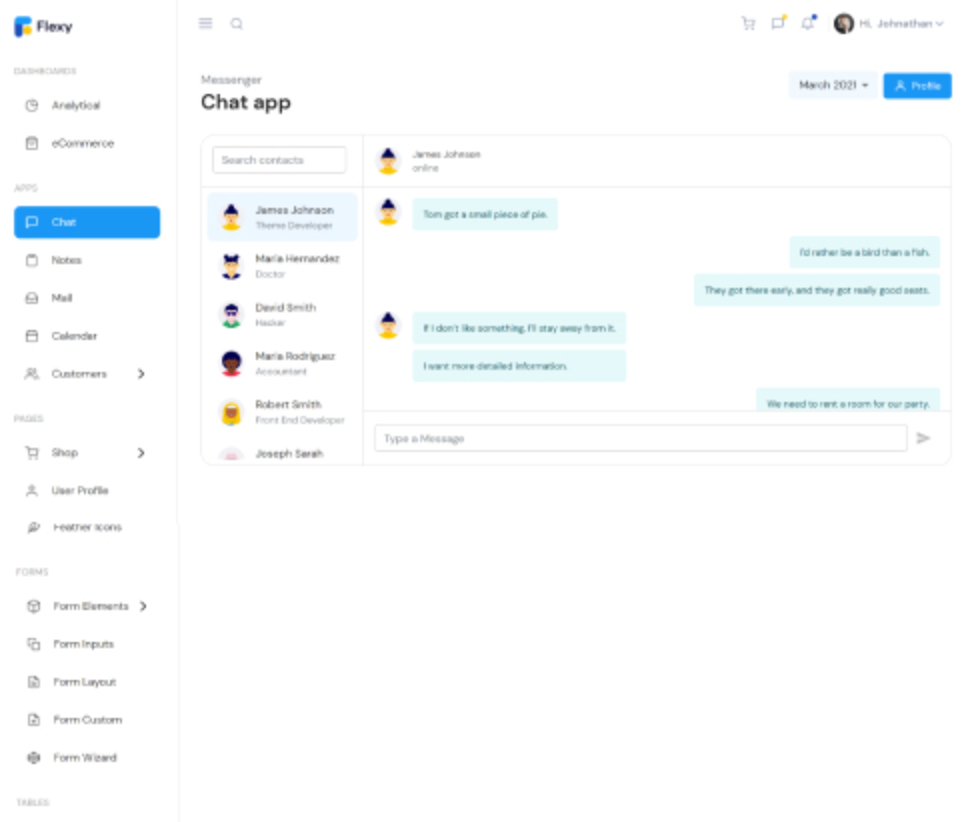 Flexy
Hi, Johnathan
DASHBOARDS
Analytical
eCommerce
APPS
Chat
Notes
Mail
Calender
Customers
PAGES
Shop
User Profile
Feather Icons
FORMS
Form Elements
Form Inputs
Form Layout
Form Custom
Form Wizard
TABLES
Messenger
Chat app
March 2021
Profile
Search contacts
James Johnson
Theme Developer
Maria Hernandez
Doctor
David Smith
Hacker
Maria Rodriguez
Accountant
Robert Smith
Front End Developer
Joseph Sarah
James Johnson
online
Tom got a small piece of pie.
I'd rather be a bird than a fish.
They got there early, and they got really good seats.
If I don't like something, I'll stay away from it.
I want more detailed information.
We need to rent a room for our party.
Type a Message